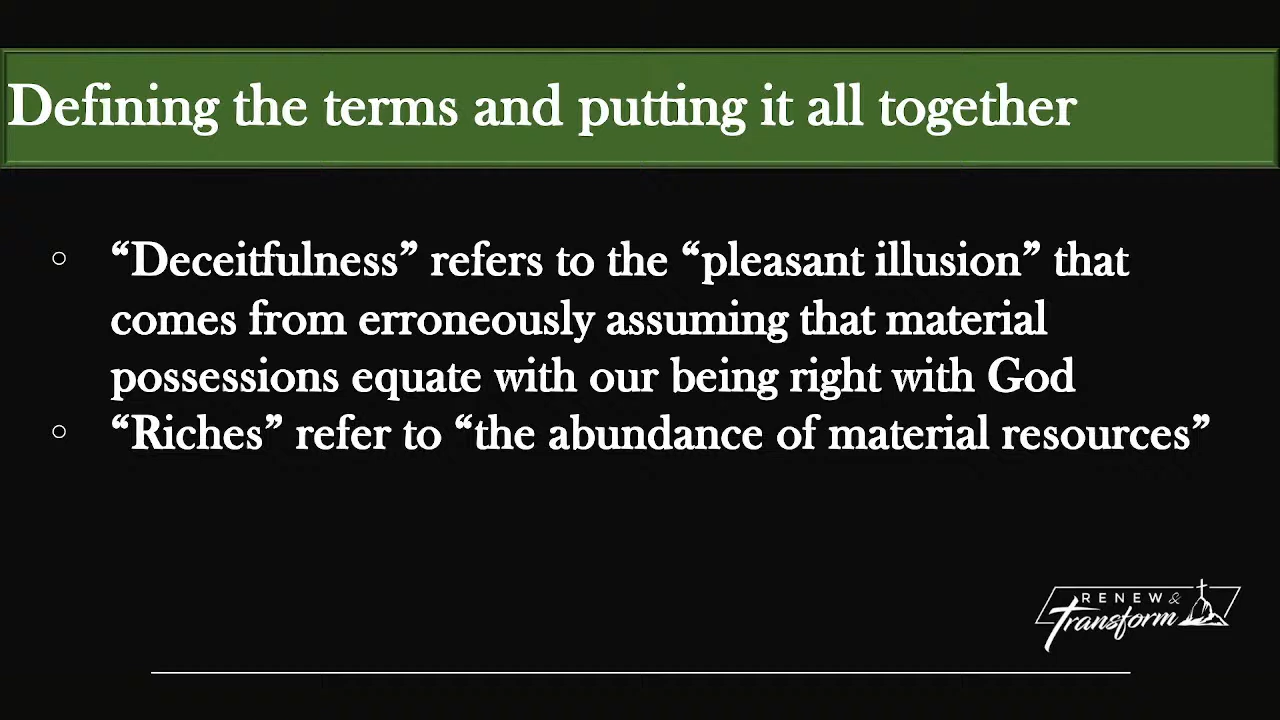 Defining the terms and putting it all together
“Deceitfulness” refers to the “pleasant illusion” that
comes from erroneously assuming that material
possessions equate with our being right with God
“Riches” refer to “the abundance of material resources”
RENEW &
Transform